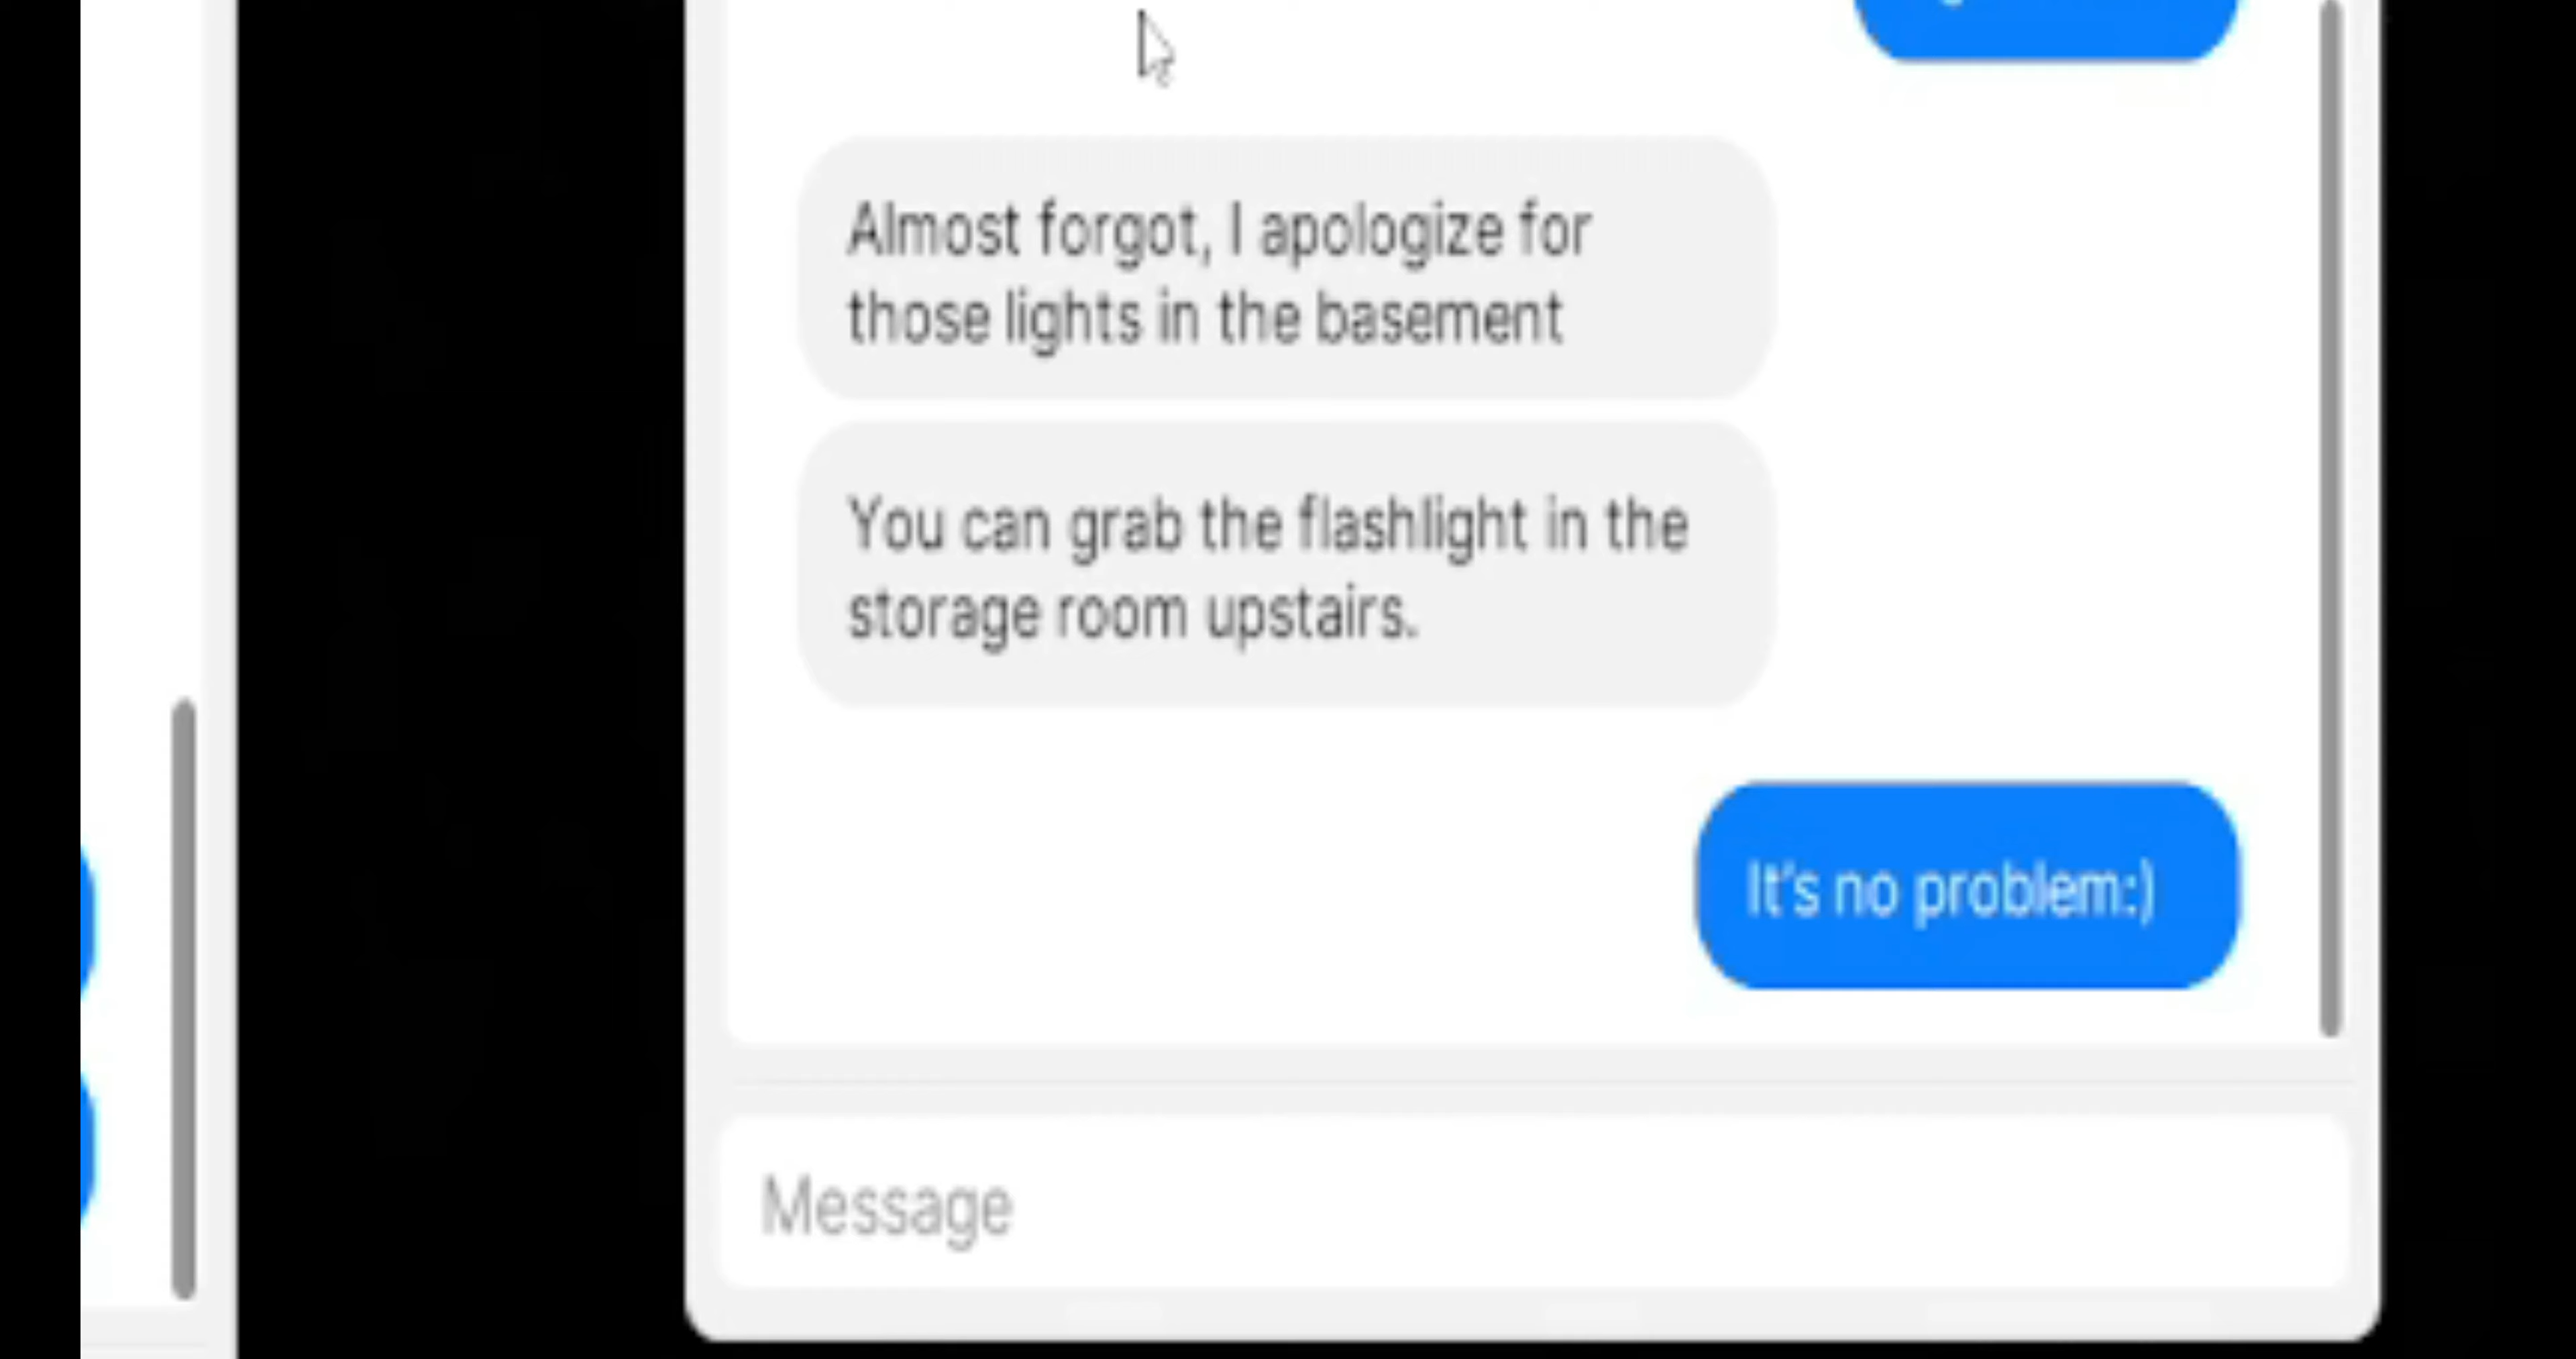 Almost forgot, I apologize for
those lights in the basement
You can grab the flashlight in the
storage room upstairs.
It's no problem:)
Message